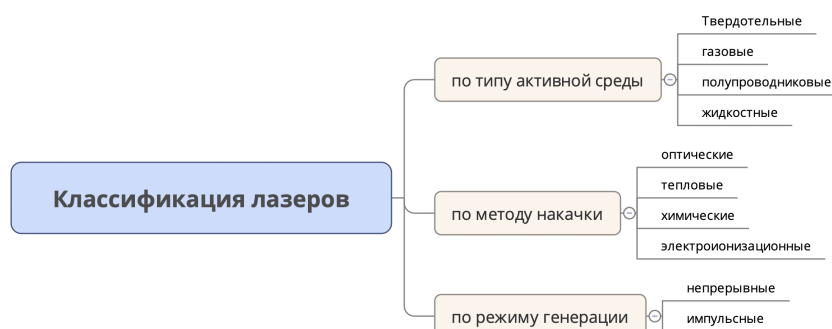 Классификация лазеров
по типу активной среды
Твердотельные
газовые
полупроводниковые
жидкостные
по методу накачки
оптические
тепловые
химические
электроионизационные
по режиму генерации
непрерывные
импульсные